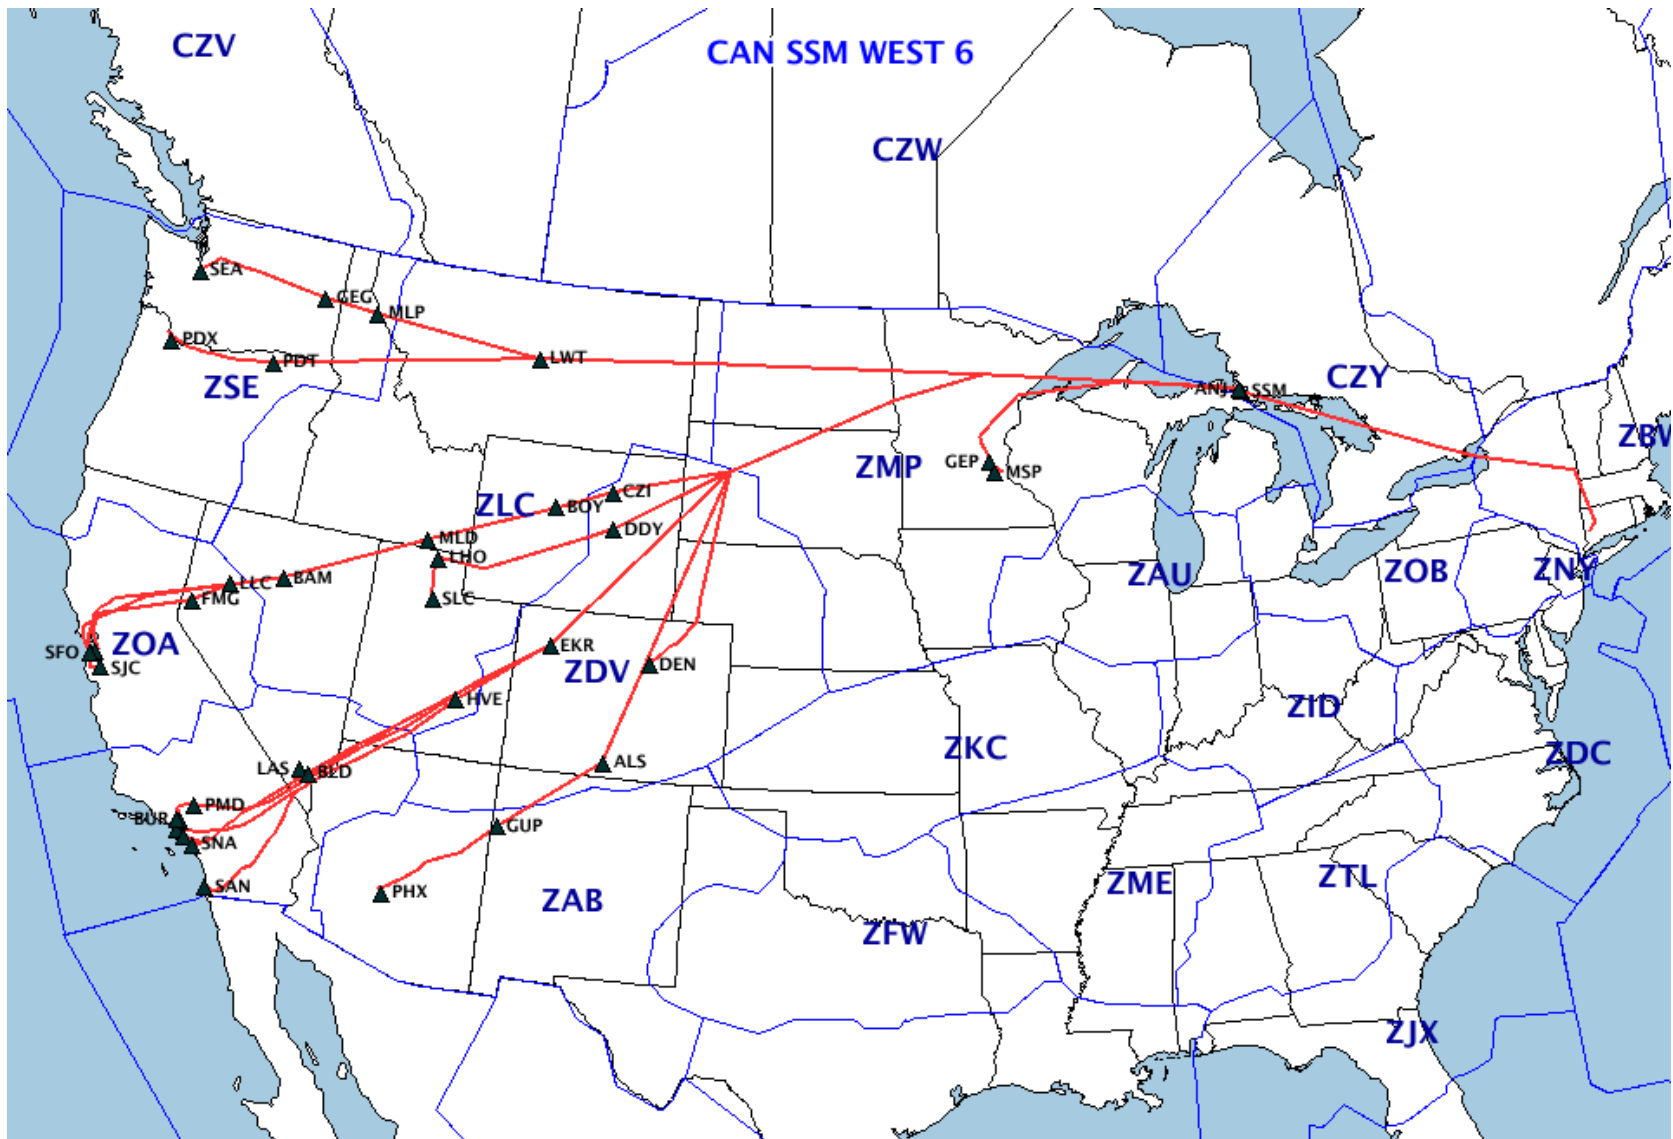 CZV
CAN SSM WEST 6
CZW
SEA
GEG
MLP
PDX
PDT
LWT
ZSE
CZY
ANJ
SSM
ZBW
GEP
MSP
ZMP
ZLC
CZI
BOY
DDY
MLD
LHO
BAM
LLC
FMG
SLC
ZAU
ZOB
ZNY
ZOA
SFO
SJC
EKR
ZDV
DEN
HVE
ZID
ZKC
ZDC
LAS
BLD
ALS
PMD
BUR
GUP
SNA
SAN
PHX
ZAB
ZME
ZTL
ZFW
ZJX